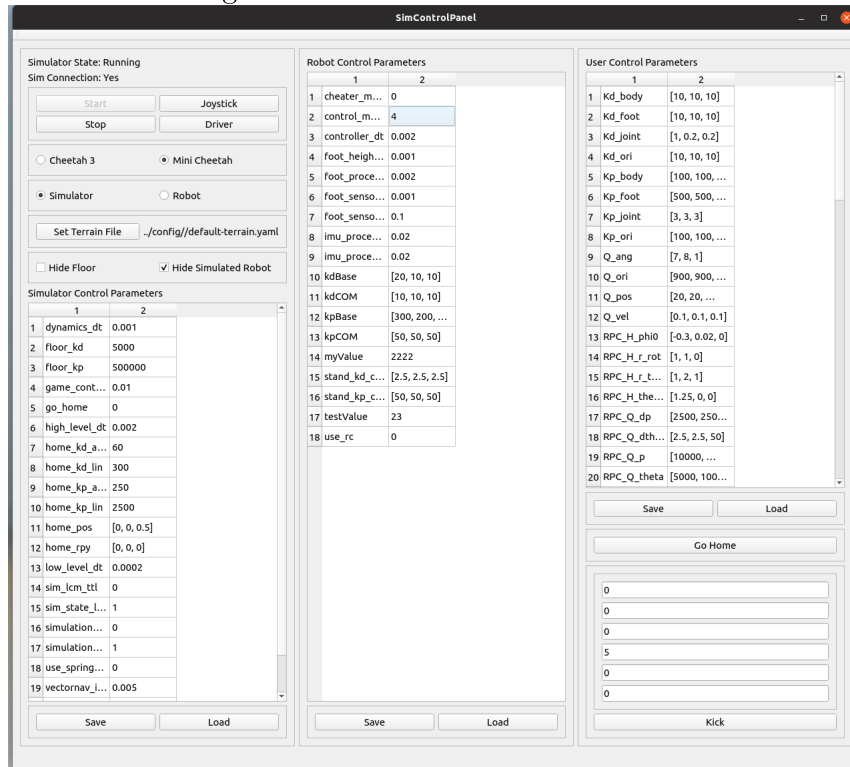 SimControlPanel
Simulator State: Running
Sim Connection: Yes
Start Joystick
Stop Driver
Cheetah 3 Mini Cheetah
Simulator Robot
Set Terrain File ../config//default-terrain.yaml
Hide Floor Hide Simulated Robot
Simulator Control Parameters
1 2
1 dynamics_dt 0.001
2 floor_kd 5000
3 floor_kp 500000
4 game_cont... 0.01
5 go_home 0
6 high_level_dt 0.002
7 home_kd_a... 60
8 home_kd_lin 300
9 home_kp_a... 250
10 home_kp_lin 2500
11 home_pos [0, 0, 0.5]
12 home_rpy [0, 0, 0]
13 low_level_dt 0.0002
14 sim_lcm_ttl 0
15 sim_state_l... 1
16 simulation... 0
17 simulation... 1
18 use_spring... 0
19 vectornav_i... 0.005
Save Load
Robot Control Parameters
1 2
1 cheater_m... 0
2 control_m... 4
3 controller_dt 0.002
4 foot_heigh... 0.001
5 foot_proce... 0.002
6 foot_senso... 0.001
7 foot_senso... 0.1
8 imu_proce... 0.02
9 imu_proce... 0.02
10 kdBase [20, 10, 10]
11 kdCOM [10, 10, 10]
12 kpBase [300, 200, ...
13 kpCOM [50, 50, 50]
14 myValue 2222
15 stand_kd_c... [2.5, 2.5, 2.5]
16 stand_kp_c... [50, 50, 50]
17 testValue 23
18 use_rc 0
Save Load
User Control Parameters
1 2
1 Kd_body [10, 10, 10]
2 Kd_foot [10, 10, 10]
3 Kd_joint [1, 0.2, 0.2]
4 Kd_ori [10, 10, 10]
5 Kp_body [100, 100, ...
6 Kp_foot [500, 500, ...
7 Kp_joint [3, 3, 3]
8 Kp_ori [100, 100, ...
9 Q_ang [7, 8, 1]
10 Q_ori [900, 900, ...
11 Q_pos [20, 20, ...
12 Q_vel [0.1, 0.1, 0.1]
13 RPC_H_phi0 [-0.3, 0.02, 0]
14 RPC_H_r_rot [1, 1, 0]
15 RPC_H_r_t... [1, 2, 1]
16 RPC_H_the... [1.25, 0, 0]
17 RPC_Q_dp [2500, 250...
18 RPC_Q_dth... [2.5, 2.5, 50]
19 RPC_Q_p [10000, ...
20 RPC_Q_theta [5000, 100...
Save Load
Go Home
0
0
0
5
0
0
Kick